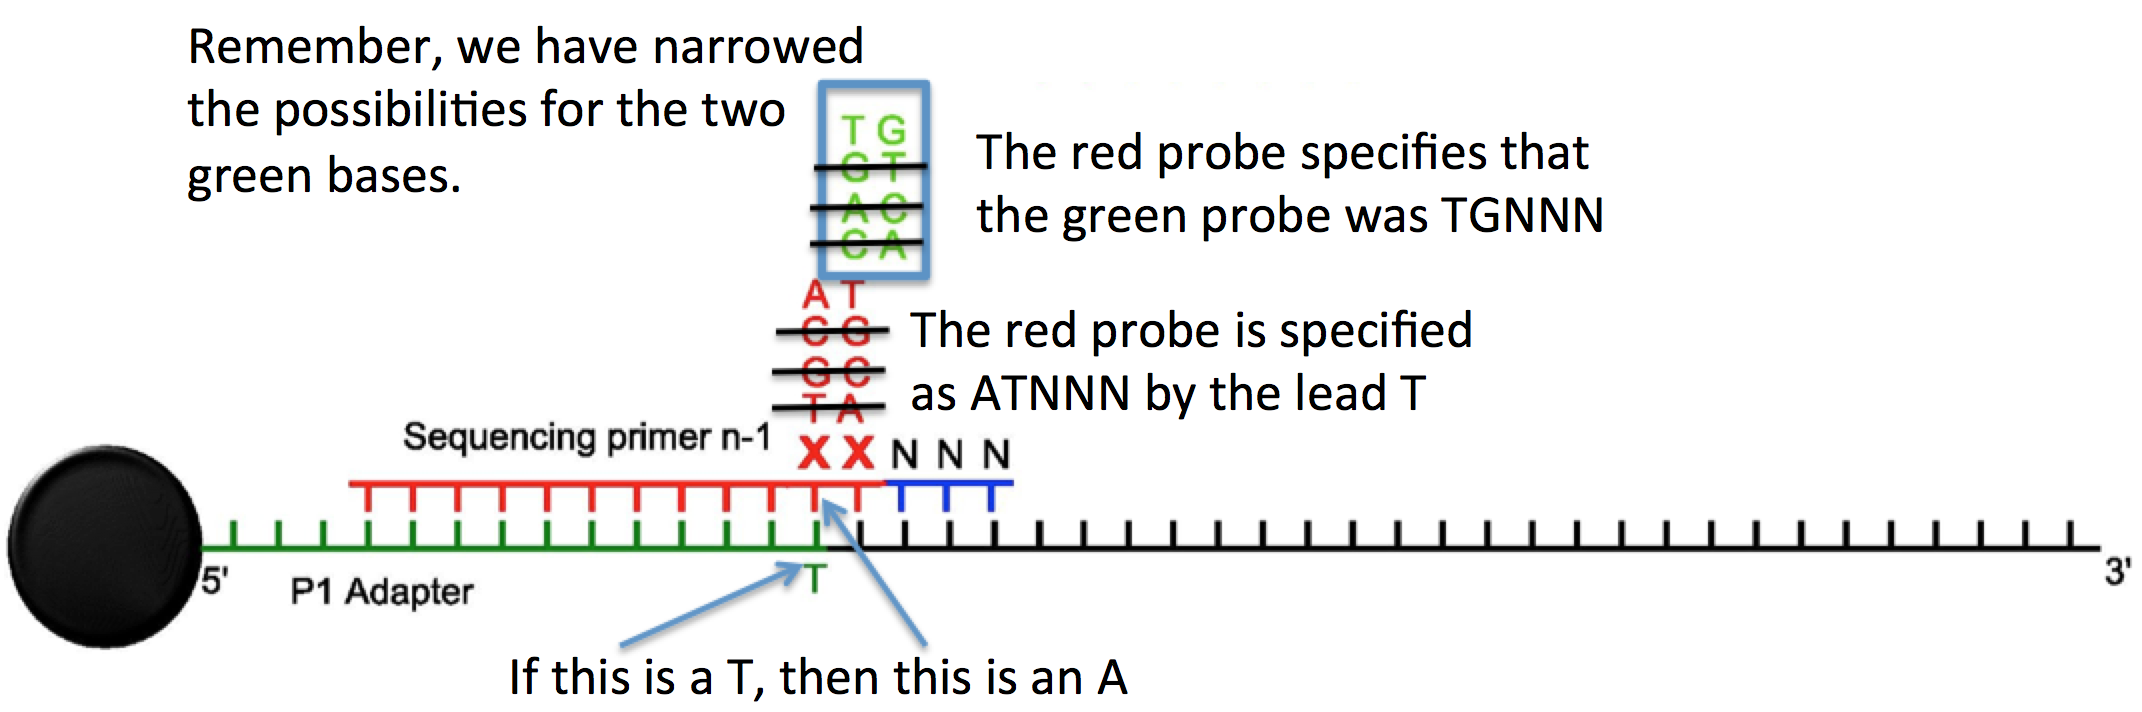 Remember, we have narrowed
the possibilities for the two
green bases.
T G
G T
A C
C A
The red probe specifies that
the green probe was TGNNN
A T
C G
G C
T A
The red probe is specified
as ATNNN by the lead T
Sequencing primer n-1
X X N N N
5'
P1 Adapter
T
3'
If this is a T, then this is an A